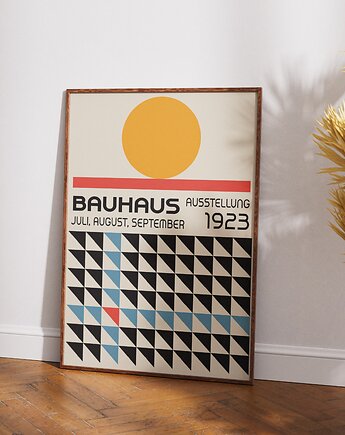 BAUHAUS AUSSTELLUNG
JULI, AUGUST, SEPTEMBER 1923